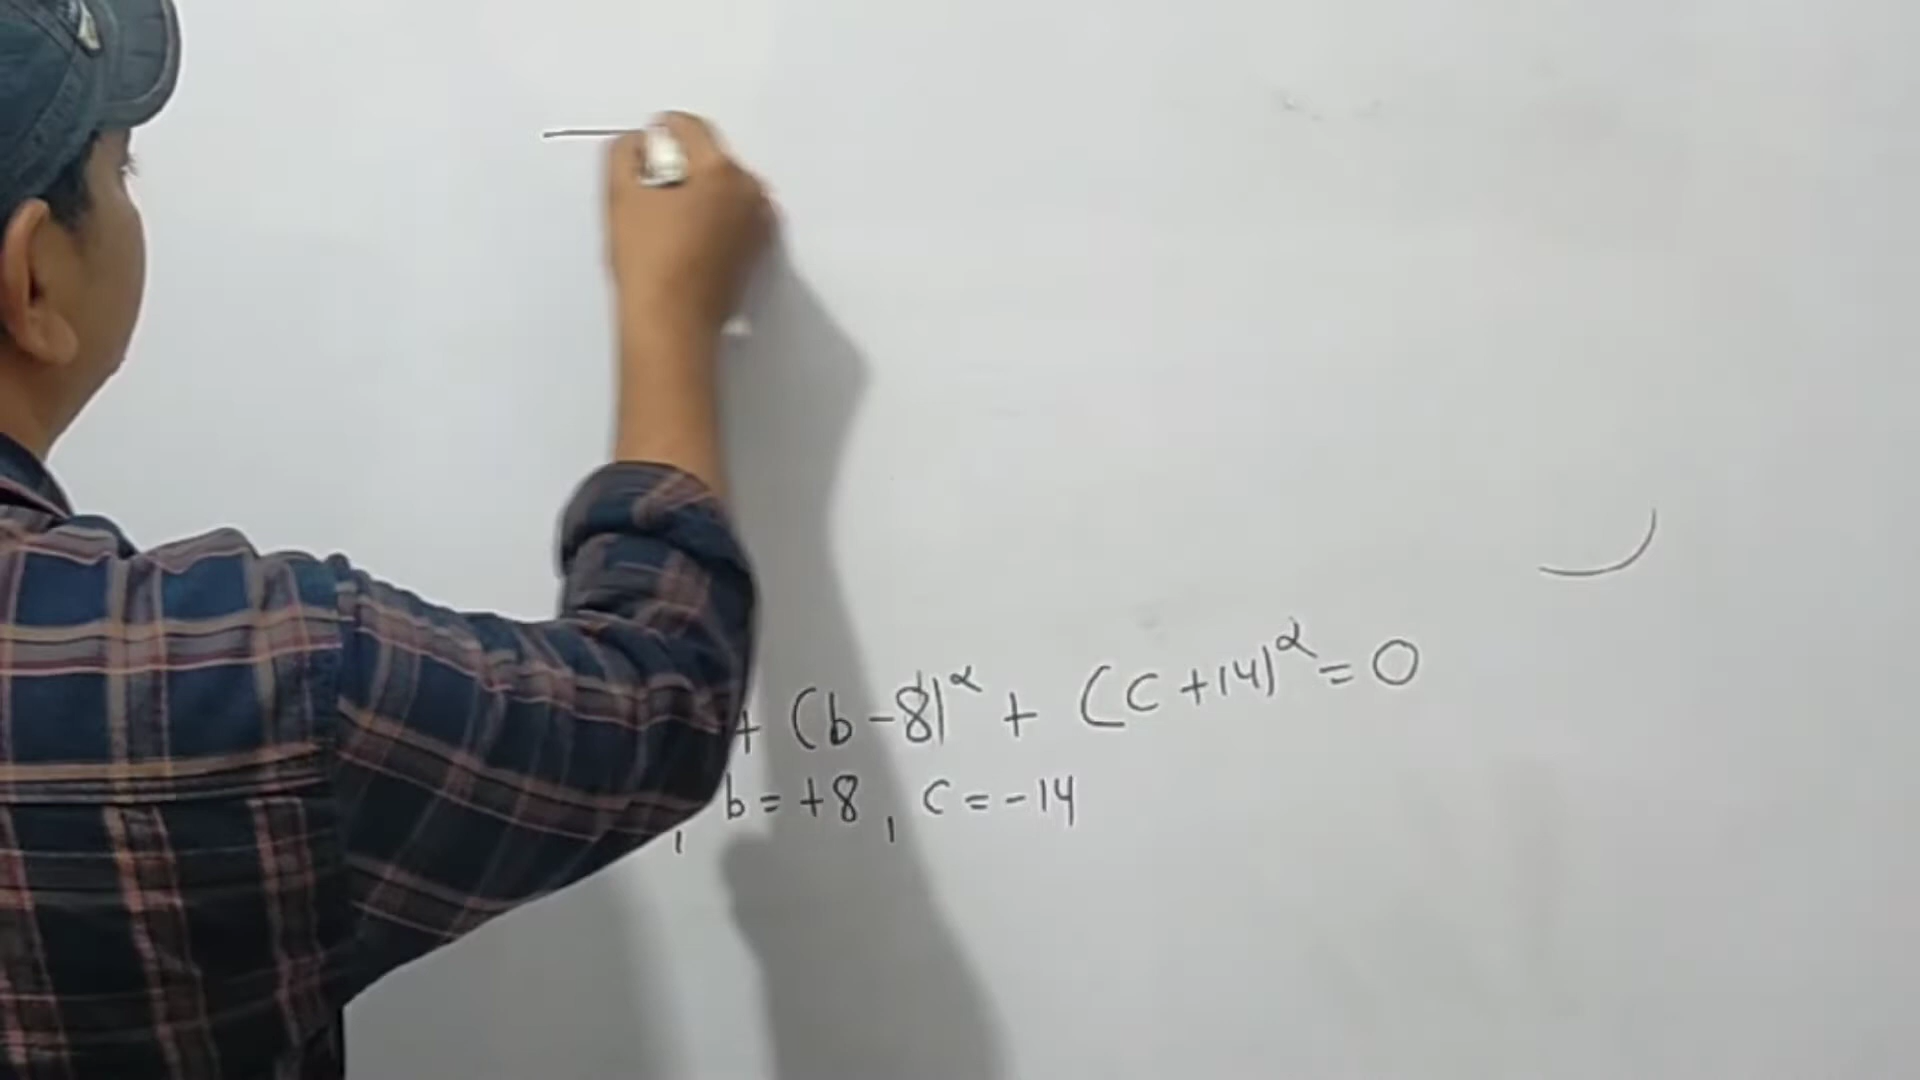 + (b-8)² + (c+14)² = 0
, b = +8, c = -14